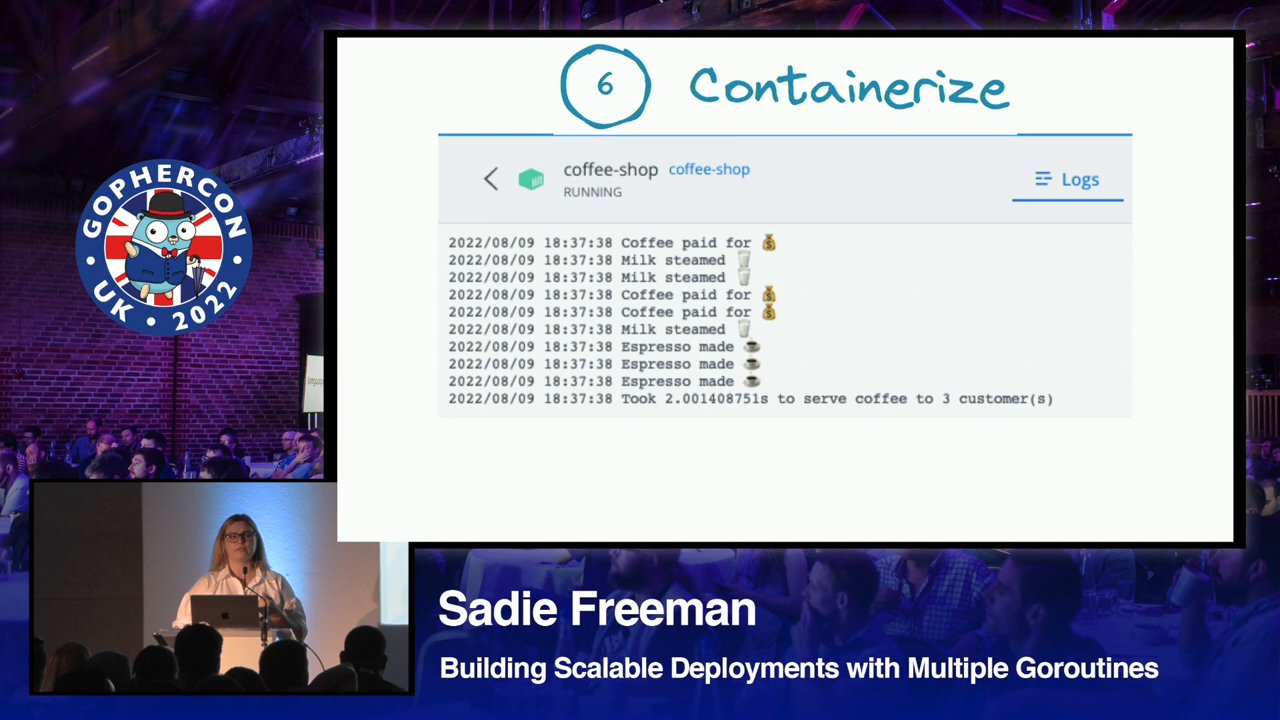 GOPHERCON
UK • 2022
6 Containerize
coffee-shop coffee-shop
RUNNING
Logs
2022/08/09 18:37:38 Coffee paid for 💰
2022/08/09 18:37:38 Milk steamed 🥛
2022/08/09 18:37:38 Milk steamed 🥛
2022/08/09 18:37:38 Coffee paid for 💰
2022/08/09 18:37:38 Coffee paid for 💰
2022/08/09 18:37:38 Milk steamed 🥛
2022/08/09 18:37:38 Espresso made ☕
2022/08/09 18:37:38 Espresso made ☕
2022/08/09 18:37:38 Espresso made ☕
2022/08/09 18:37:38 Took 2.001408751s to serve coffee to 3 customer(s)
Sadie Freeman
Building Scalable Deployments with Multiple Goroutines